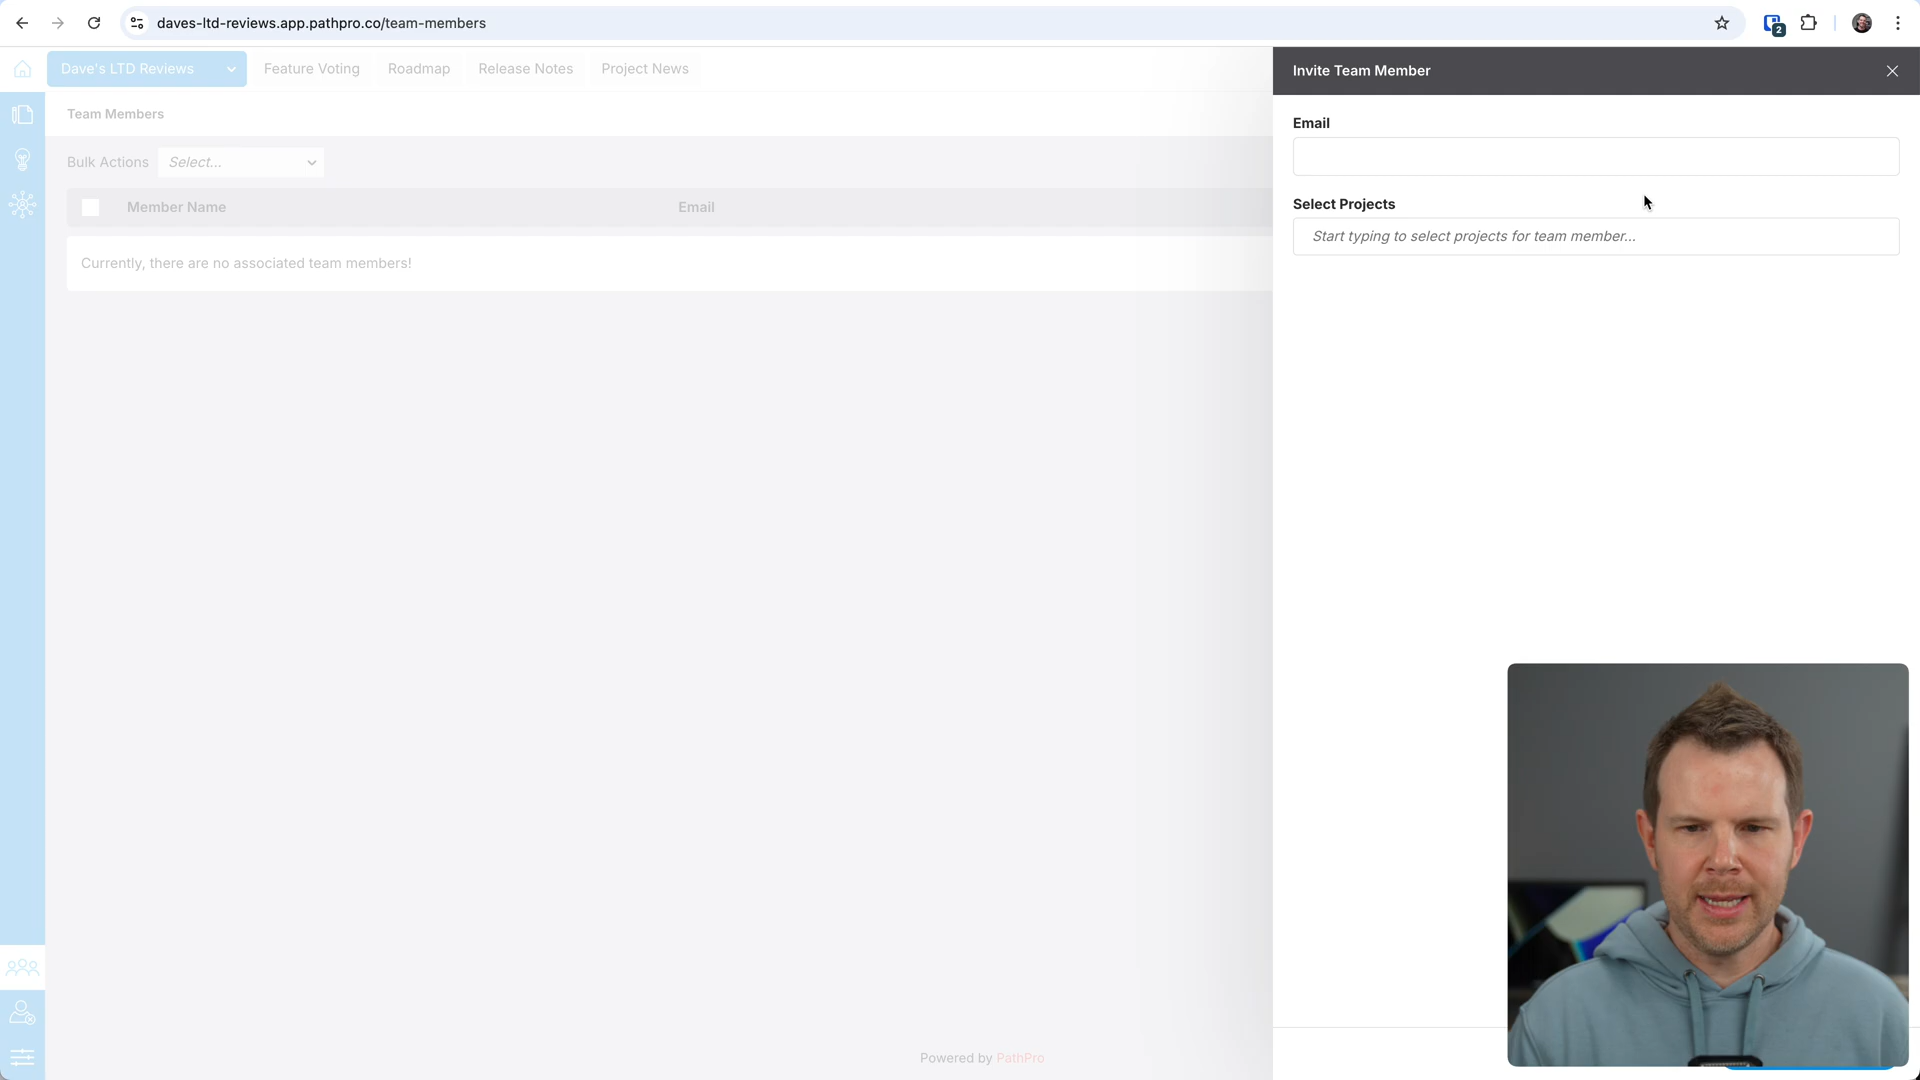 daves-ltd-reviews.app.pathpro.co/team-members
2
Dave's LTD Reviews
Feature Voting
Roadmap
Release Notes
Project News
Invite Team Member
Team Members
Email
Bulk Actions
Select...
Select Projects
Member Name
Email
Start typing to select projects for team member...
Currently, there are no associated team members!
Powered by PathPro